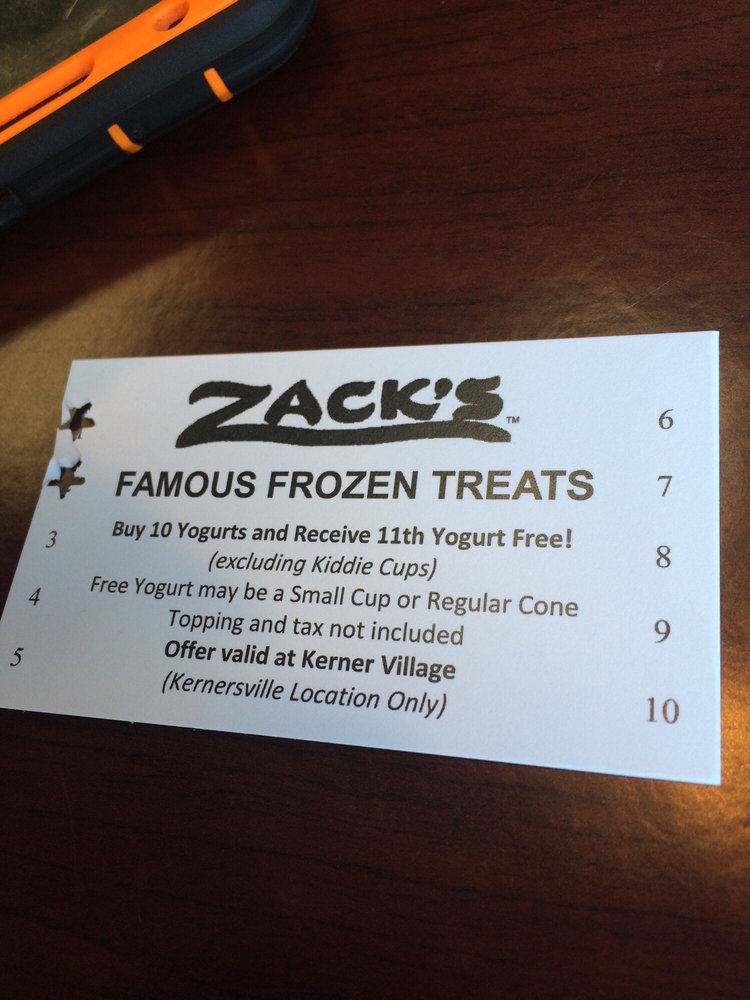 ZACK'S™
FAMOUS FROZEN TREATS
Buy 10 Yogurts and Receive 11th Yogurt Free!
(excluding Kiddie Cups)
Free Yogurt may be a Small Cup or Regular Cone
Topping and tax not included
Offer valid at Kerner Village
(Kernersville Location Only)
3
4
5
6
7
8
9
10